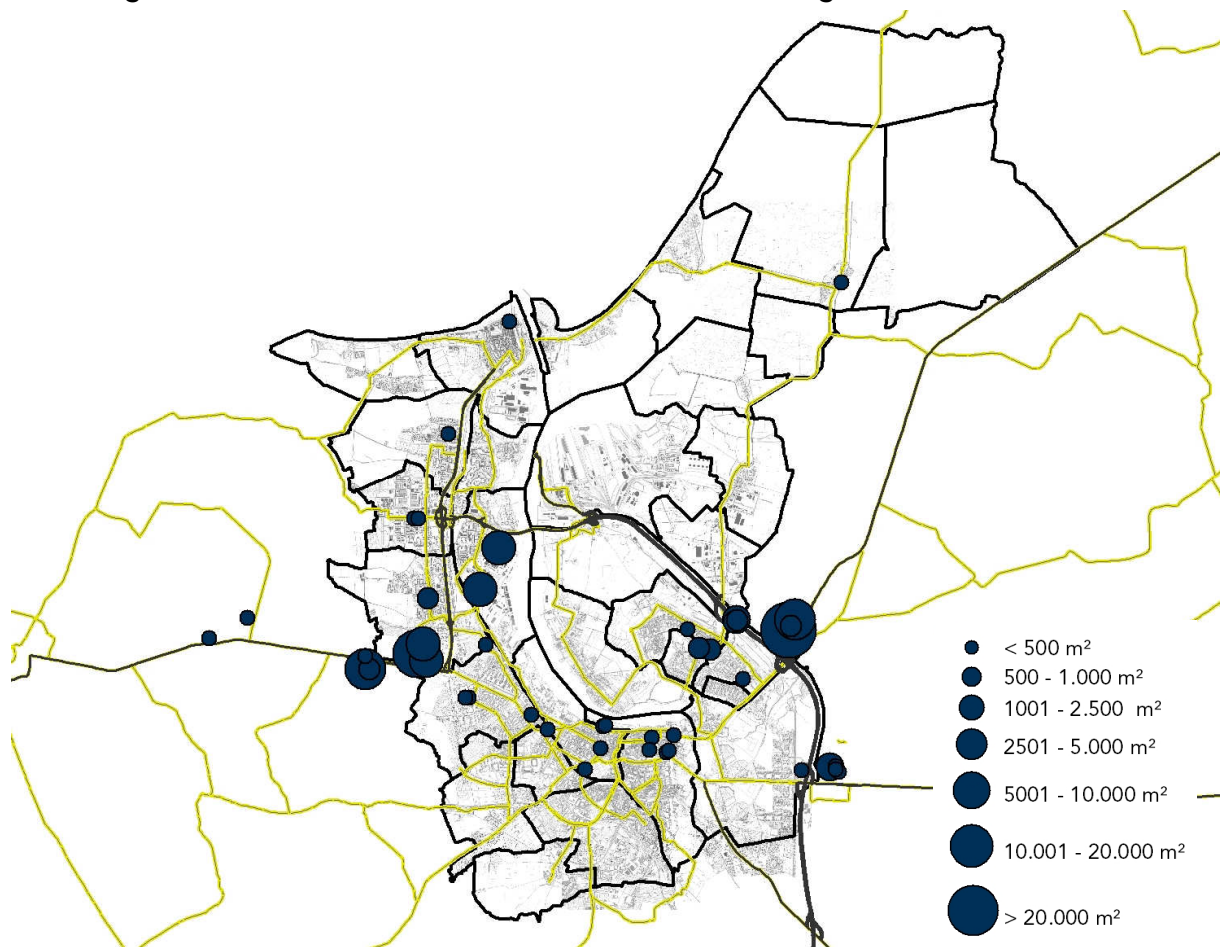 < 500 m²
500 - 1.000 m²
1001 - 2.500 m²
2501 - 5.000 m²
5001 - 10.000 m²
10.001 - 20.000 m²
> 20.000 m²